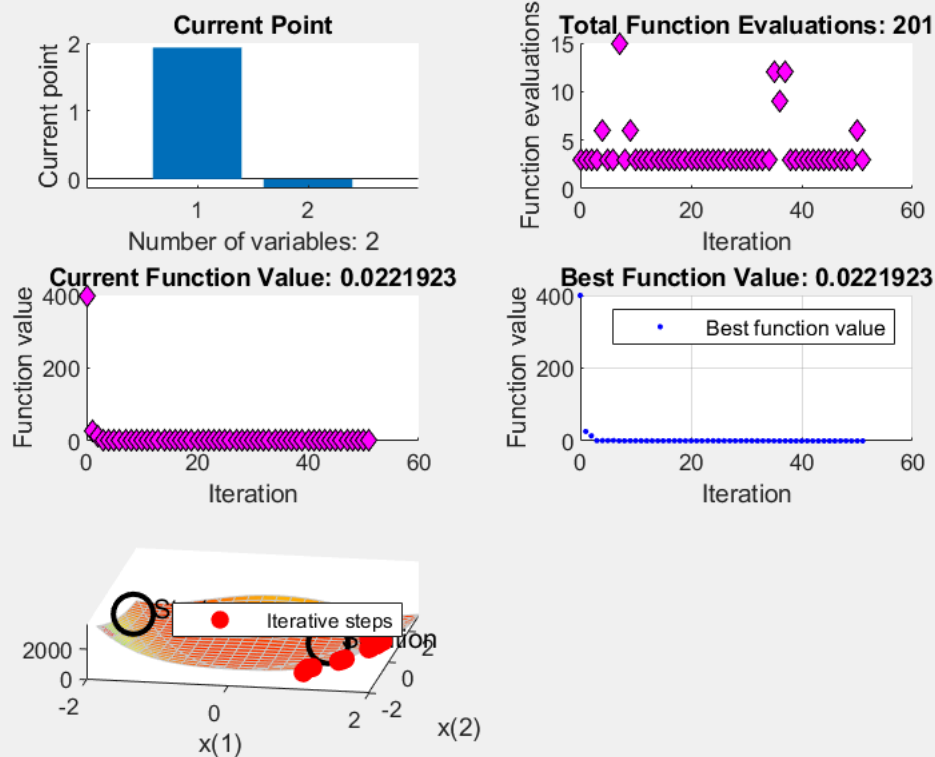 Current Point
Current point
2
1
0
1
2
Number of variables: 2
Total Function Evaluations: 201
Function evaluations
15
10
5
0
0
20
40
60
Iteration
Current Function Value: 0.0221923
Function value
400
200
0
0
20
40
60
Iteration
Best Function Value: 0.0221923
Function value
400
200
0
Best function value
0
20
40
60
Iteration
Iterative steps
2000
0
-2
0
2
x(1)
2
0
-2
x(2)